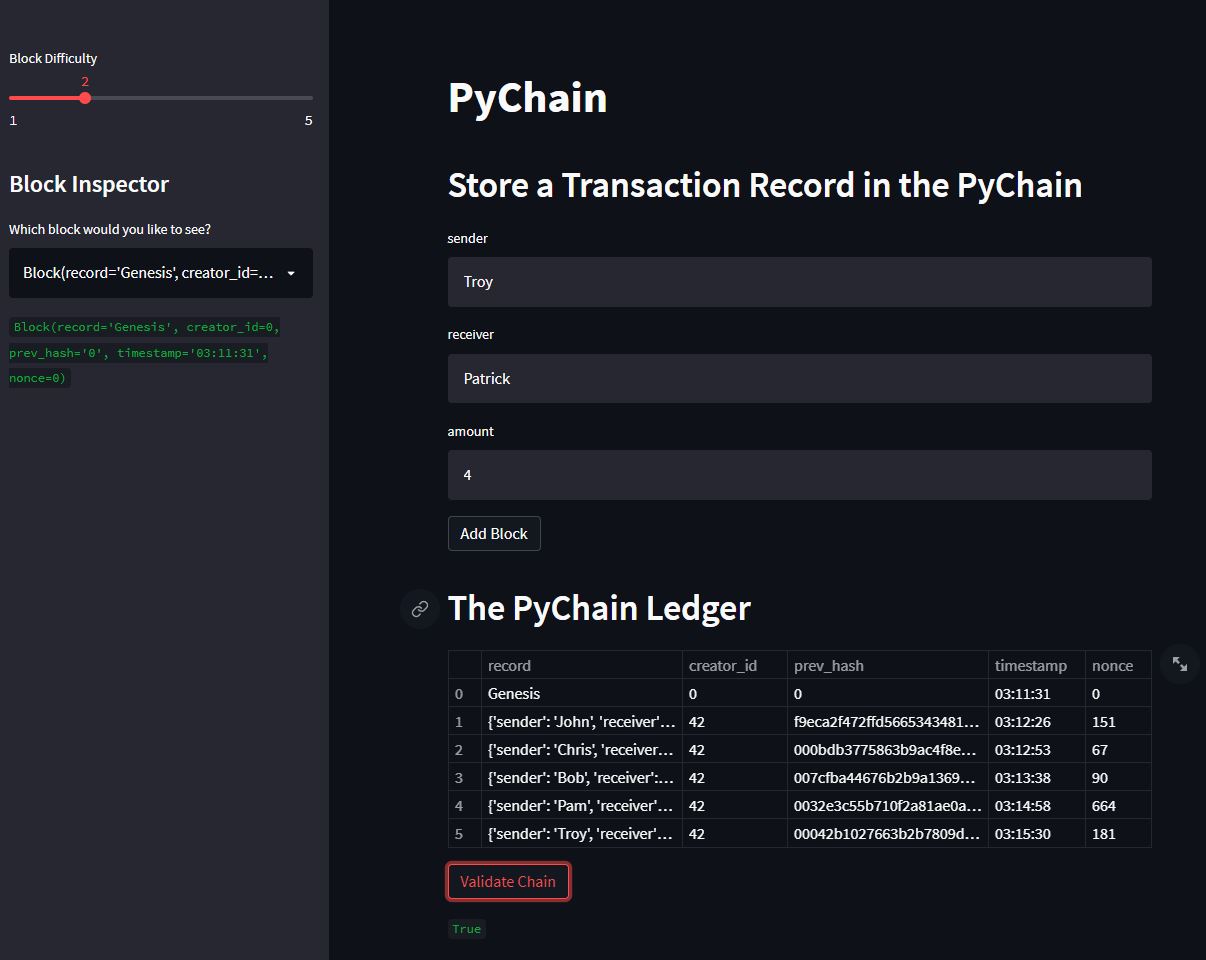 Block Difficulty
2
1 5
Block Inspector
Which block would you like to see?
Block(record='Genesis', creator_id=...
Block(record='Genesis', creator_id=0,
prev_hash='0', timestamp='03:11:31',
nonce=0)
PyChain
Store a Transaction Record in the PyChain
sender
Troy
receiver
Patrick
amount
4
Add Block
The PyChain Ledger
record creator_id prev_hash timestamp nonce
0 Genesis 0 0 03:11:31 0
1 {'sender': 'John', 'receiver'... 42 f9eca2f472ffd5665343481... 03:12:26 151
2 {'sender': 'Chris', 'receiver... 42 000bdb3775863b9ac4f8e... 03:12:53 67
3 {'sender': 'Bob', 'receiver':... 42 007cfba44676b2b9a1369... 03:13:38 90
4 {'sender': 'Pam', 'receiver'... 42 0032e3c55b710f2a81ae0a... 03:14:58 664
5 {'sender': 'Troy', 'receiver'... 42 00042b1027663b2b7809d... 03:15:30 181
Validate Chain
True